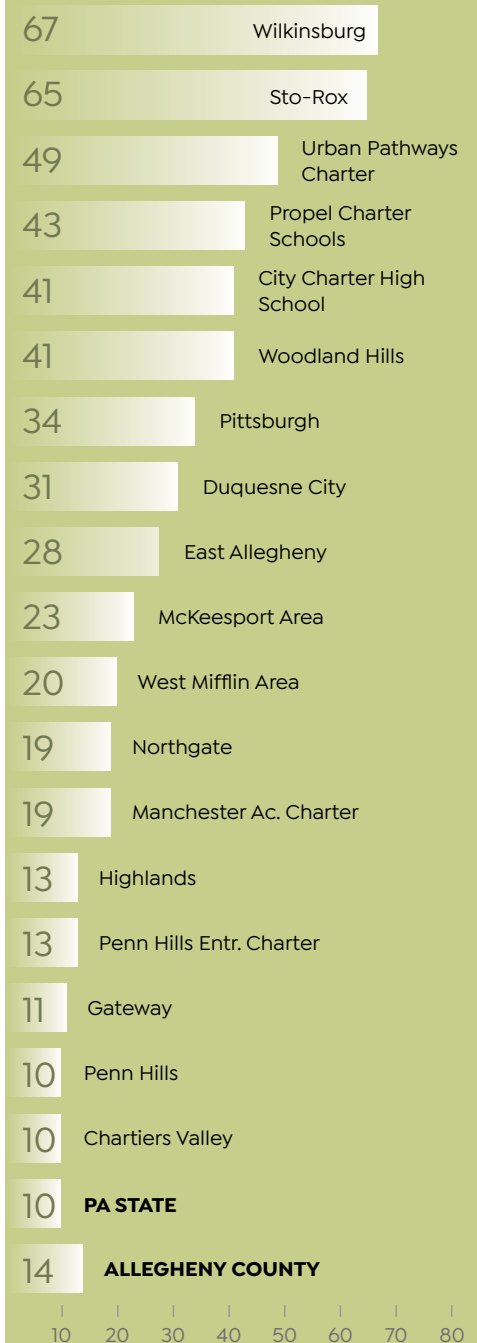 67 Wilkinsburg
65 Sto-Rox
49 Urban Pathways
Charter
43 Propel Charter
Schools
41 City Charter High
School
41 Woodland Hills
34 Pittsburgh
31 Duquesne City
28 East Allegheny
23 McKeesport Area
20 West Mifflin Area
19 Northgate
19 Manchester Ac. Charter
13 Highlands
13 Penn Hills Entr. Charter
11 Gateway
10 Penn Hills
10 Chartiers Valley
10 PA STATE
14 ALLEGHENY COUNTY
10 20 30 40 50 60 70 80